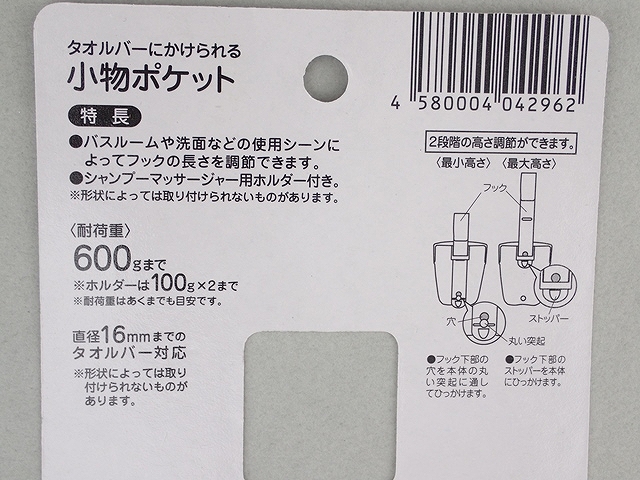 タオルバーにかけられる
小物ポケット
特長
●バスルームや洗面などの使用シーンに
よってフックの長さを調節できます。
●シャンプーマッサージャー用ホルダー付き。
※形状によっては取り付けられないものがあります。
〈耐荷重〉
600gまで
※ホルダーは100g×2まで
※耐荷重はあくまでも目安です。
直径16mmまでの
タオルバー対応
※形状によっては取り
付けられないものが
あります。
4 580004 042962
2段階の高さ調節ができます。
〈最小高さ〉 〈最大高さ〉
フック
穴
ストッパー
丸い突起
●フック下部の
穴を本体の丸
い突起に通し
てひっかけます。
●フック下部の
ストッパーを本体
にひっかけます。